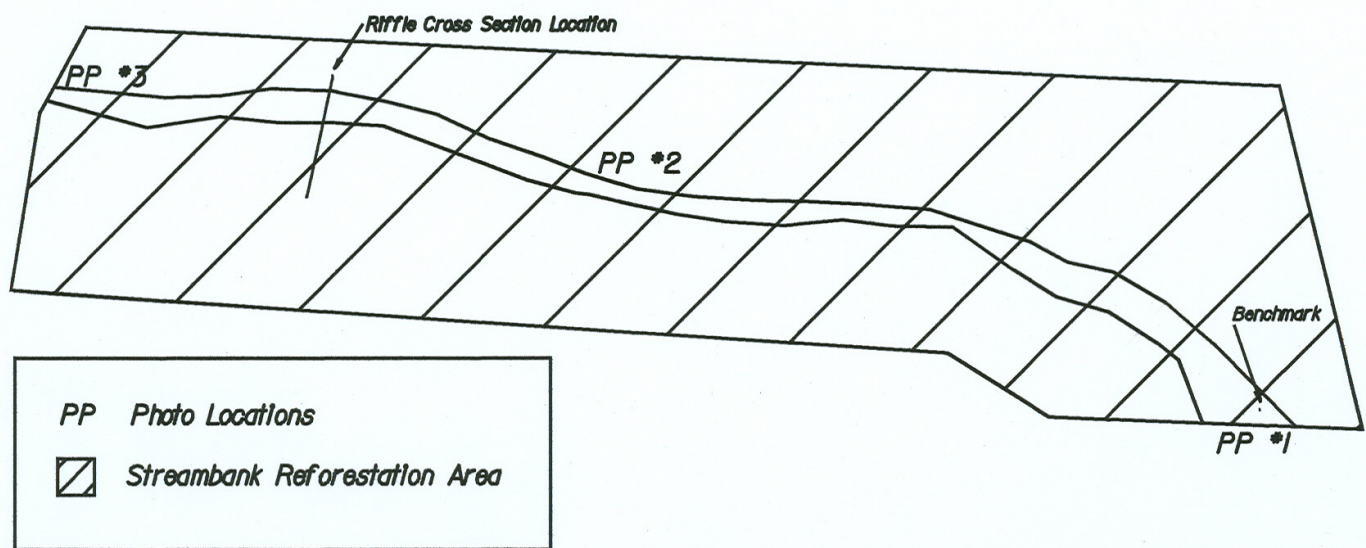 Riffle Cross Section Location
PP #3
PP #2
Benchmark
PP #1
PP Photo Locations
Streambank Reforestation Area